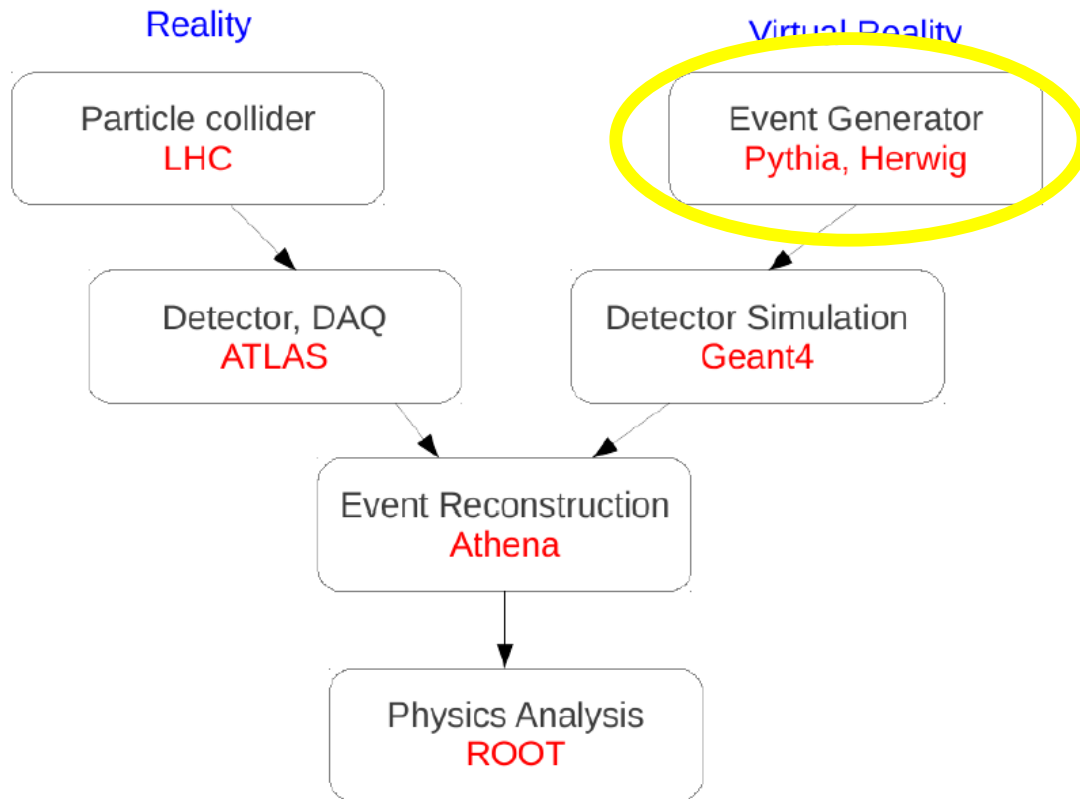 Reality
Virtual Reality
Particle collider
LHC
Event Generator
Pythia, Herwig
Detector, DAQ
ATLAS
Detector Simulation
Geant4
Event Reconstruction
Athena
Physics Analysis
ROOT